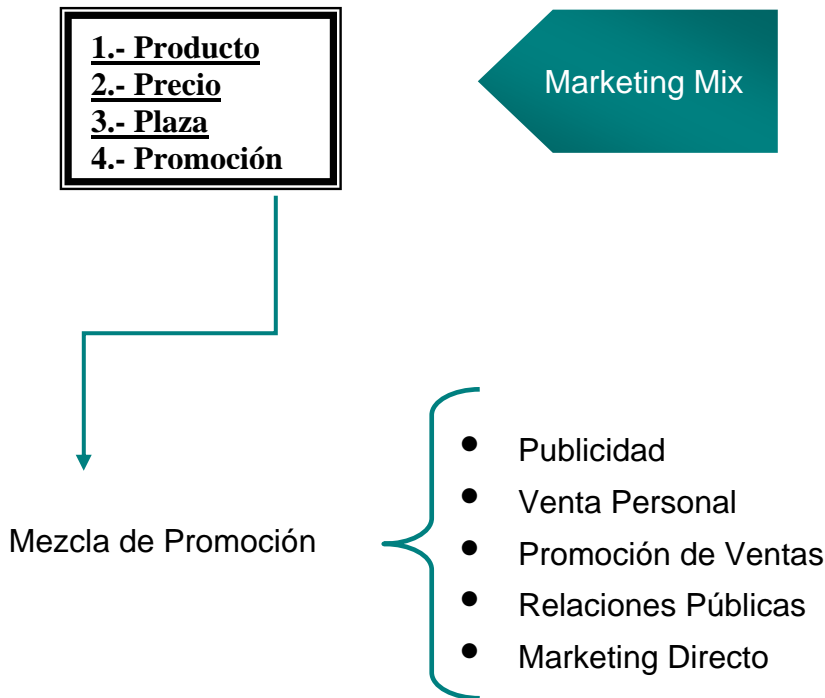 1.- Producto
2.- Precio
3.- Plaza
4.- Promoción
Marketing Mix
Mezcla de Promoción
• Publicidad
• Venta Personal
• Promoción de Ventas
• Relaciones Públicas
• Marketing Directo